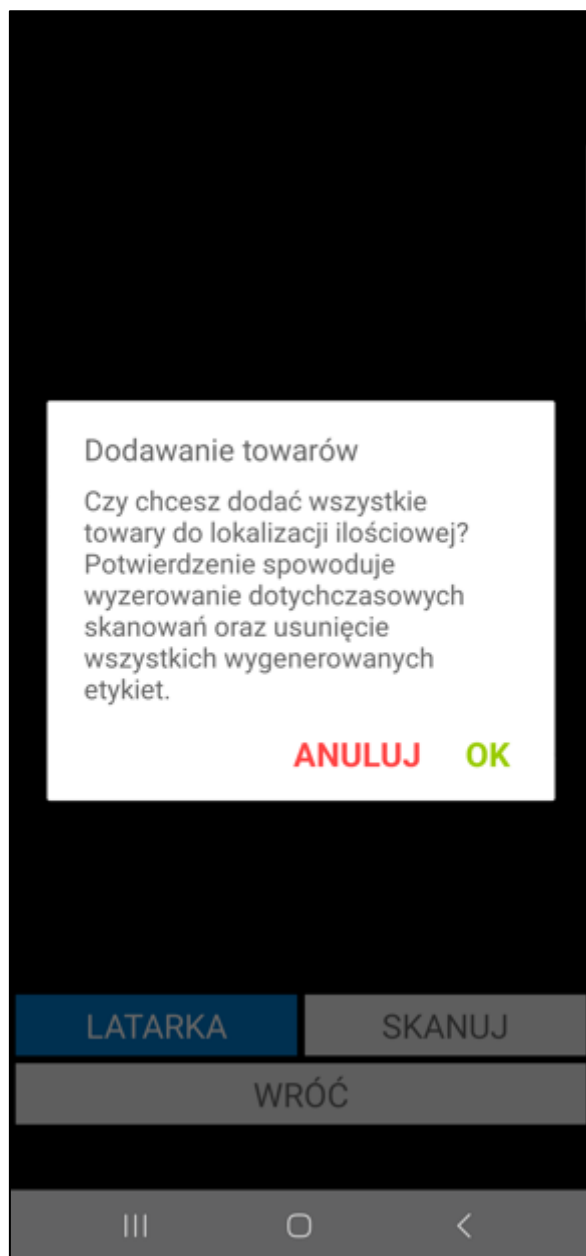 Dodawanie towarów
Czy chcesz dodać wszystkie
towary do lokalizacji ilościowej?
Potwierdzenie spowoduje
wyzerowanie dotychczasowych
skanowań oraz usunięcie
wszystkich wygenerowanych
etykiet.
ANULUJ OK
LATARKA SKANUJ
WRÓĆ